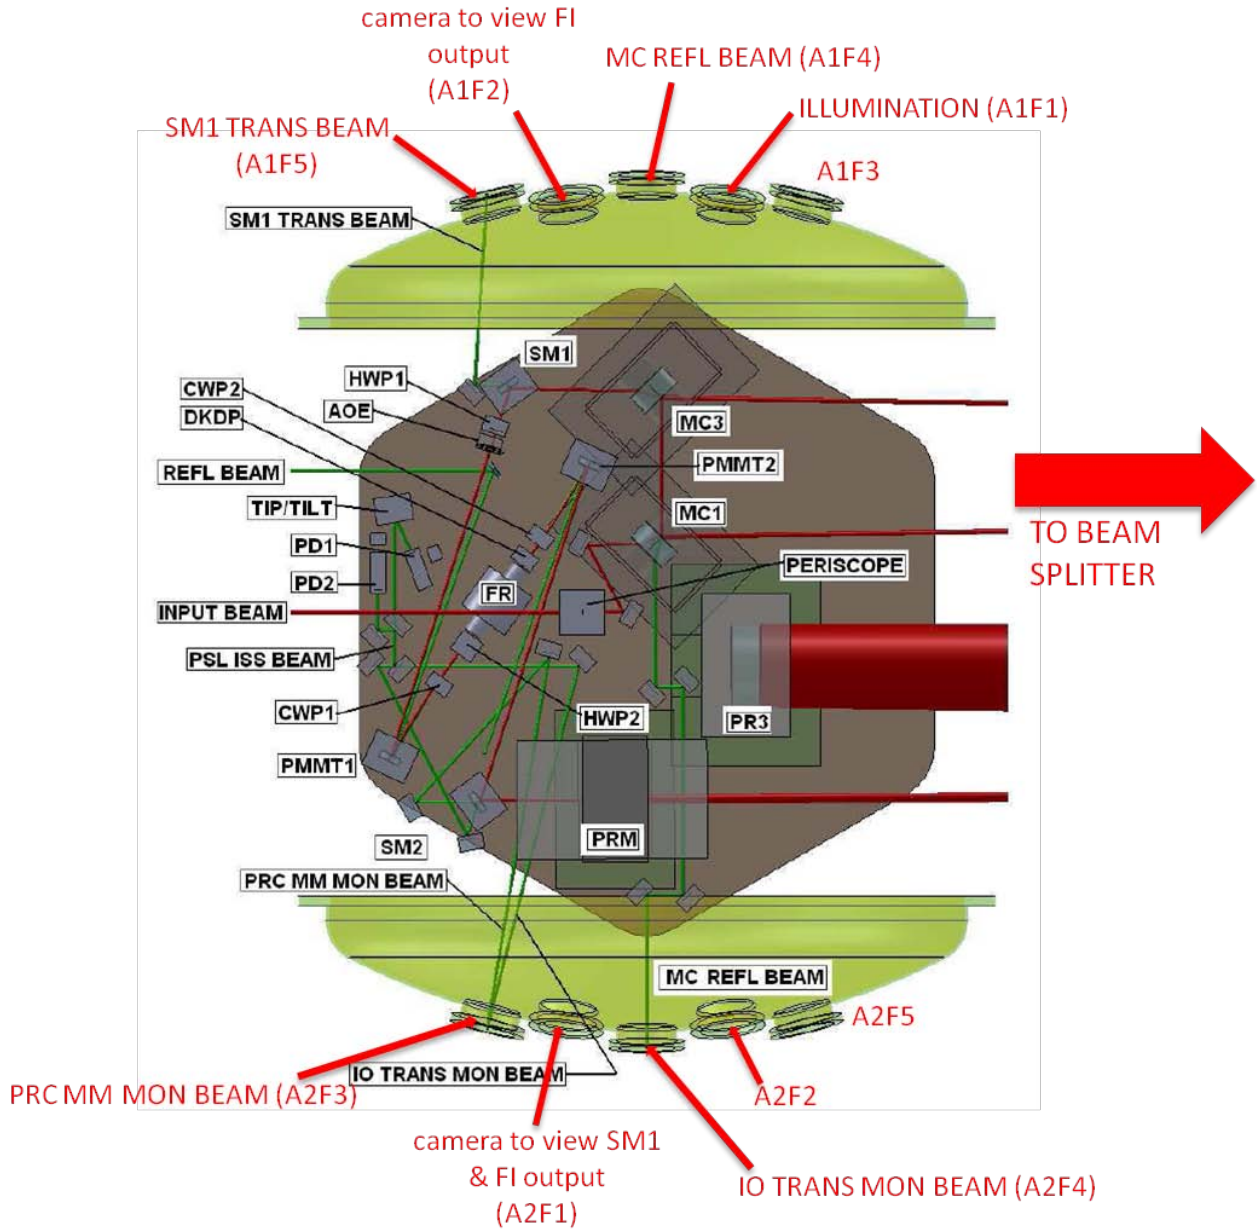 camera to view FI
output
(A1F2)
MC REFL BEAM (A1F4)
ILLUMINATION (A1F1)
SM1 TRANS BEAM
(A1F5)
A1F3
SM1 TRANS BEAM
SM1
HWP1
CWP2
AOE
DKDP
MC3
REFL BEAM
PMMT2
TIP/TILT
MC1
TO BEAM
SPLITTER
PD1
PERISCOPE
PD2
FR
INPUT BEAM
PSL ISS BEAM
CWP1
HWP2
PR3
PMMT1
PRM
SM2
PRC MM MON BEAM
MC REFL BEAM
A2F5
IO TRANS MON BEAM
PRC MM MON BEAM (A2F3)
A2F2
camera to view SM1
& FI output
(A2F1)
IO TRANS MON BEAM (A2F4)